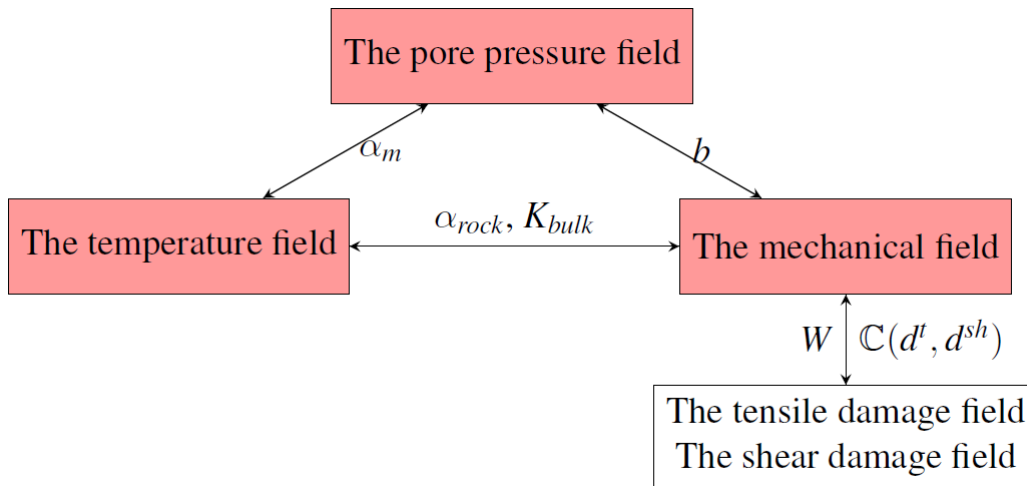 The pore pressure field
α_m
b
The temperature field
α_rock, K_bulk
The mechanical field
W
ℂ(d^t, d^sh)
The tensile damage field
The shear damage field